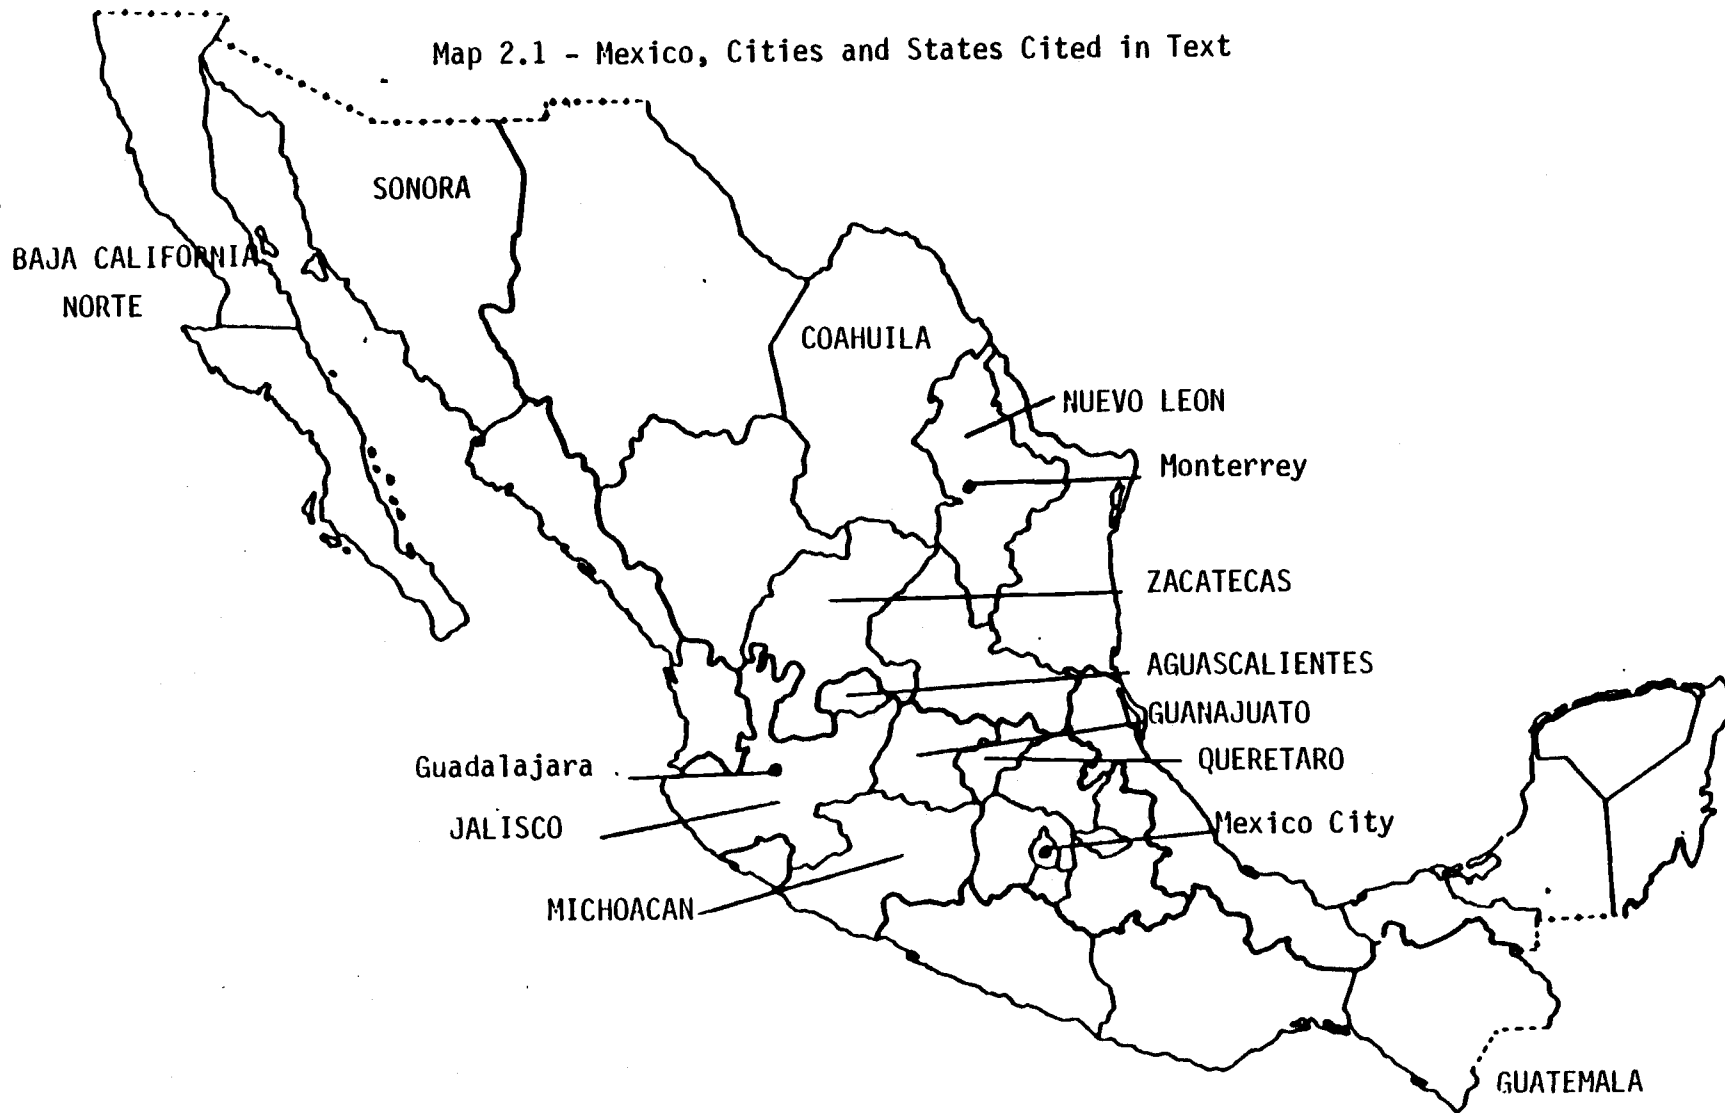 Map 2.1 - Mexico, Cities and States Cited in Text
SONORA
BAJA CALIFORNIA
NORTE
COAHUILA
NUEVO LEON
Monterrey
ZACATECAS
AGUASCALIENTES
GUANAJUATO
QUERETARO
Guadalajara
JALISCO
Mexico City
MICHOACAN
GUATEMALA